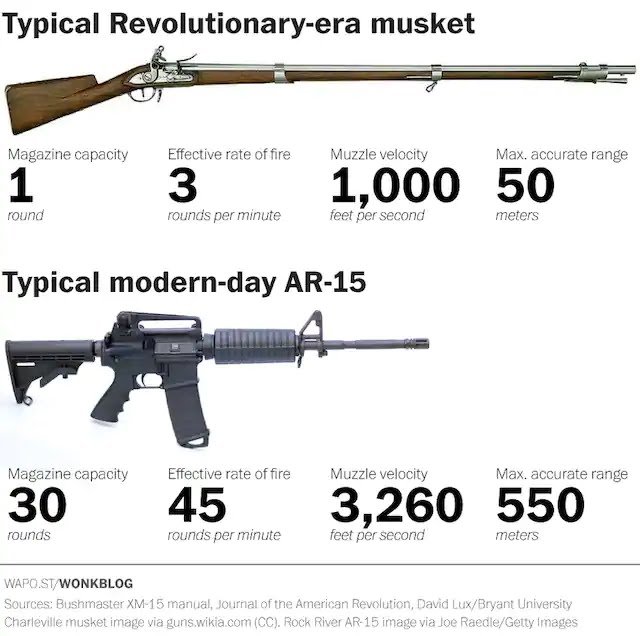 Typical Revolutionary-era musket
Magazine capacity Effective rate of fire Muzzle velocity Max. accurate range
1 3 1,000 50
round rounds per minute feet per second meters
Typical modern-day AR-15
Magazine capacity Effective rate of fire Muzzle velocity Max. accurate range
30 45 3,260 550
rounds rounds per minute feet per second meters
WAPO.ST/WONKBLOG
Sources: Bushmaster XM-15 manual, Journal of the American Revolution, David Lux/Bryant University
Charleville musket image via guns.wikia.com (CC). Rock River AR-15 image via Joe Raedle/Getty Images